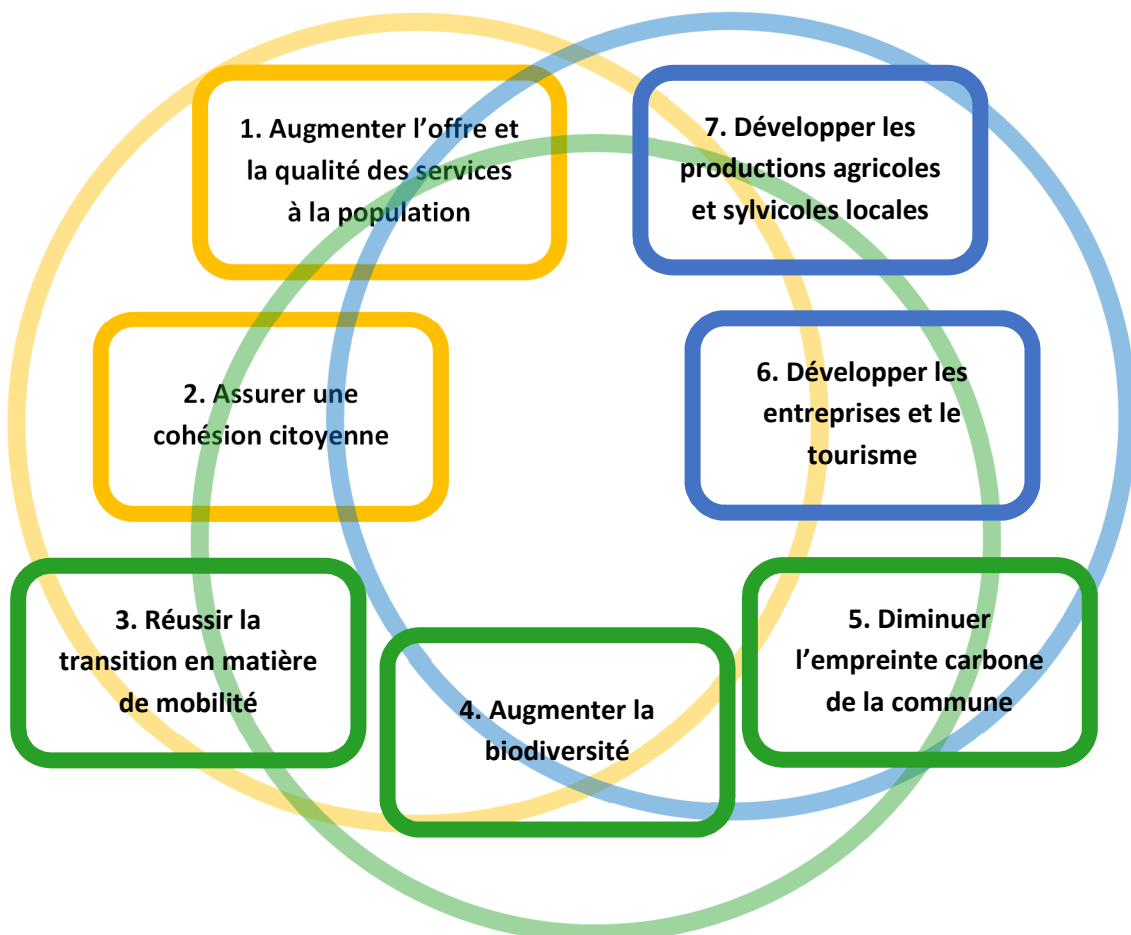 1. Augmenter l’offre et
la qualité des services
à la population
2. Assurer une
cohésion citoyenne
3. Réussir la
transition en matière
de mobilité
4. Augmenter la
biodiversité
5. Diminuer
l’empreinte carbone
de la commune
6. Développer les
entreprises et le
tourisme
7. Développer les
productions agricoles
et sylvicoles locales